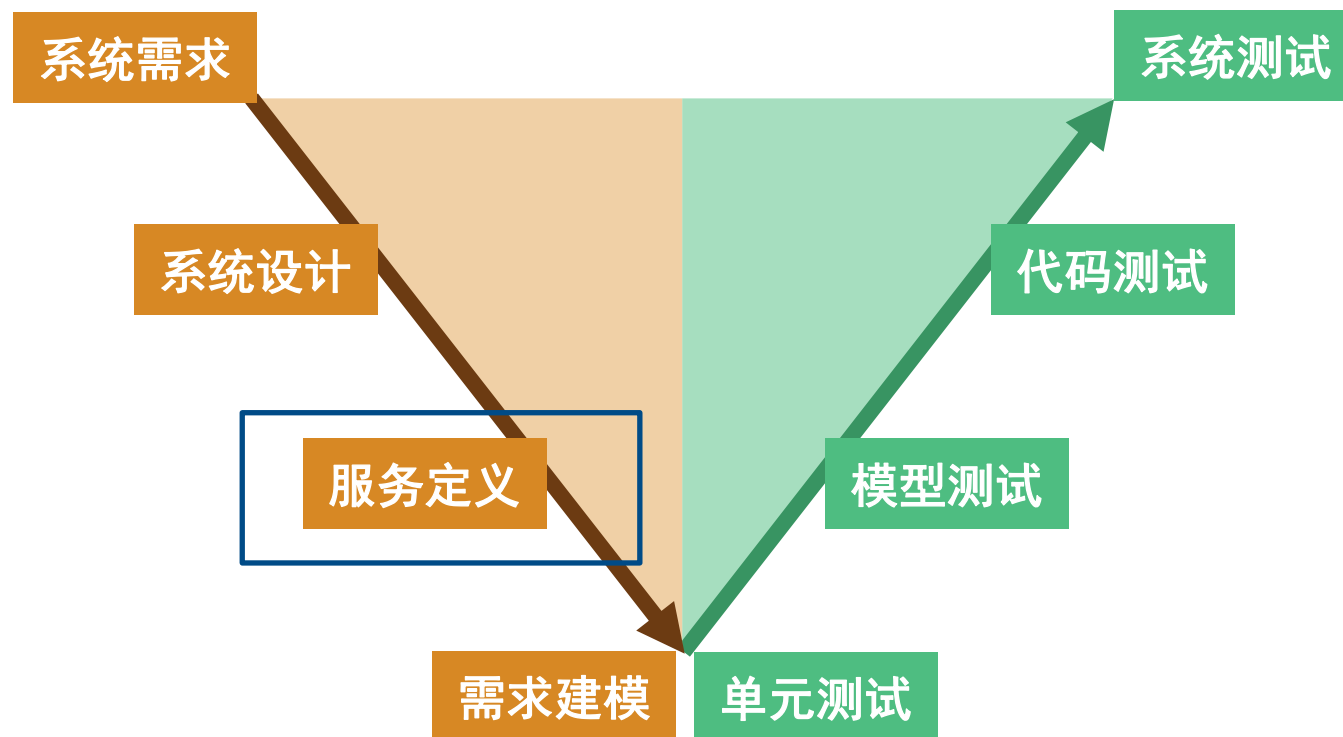 系统需求
系统测试
系统设计
代码测试
服务定义
模型测试
需求建模
单元测试